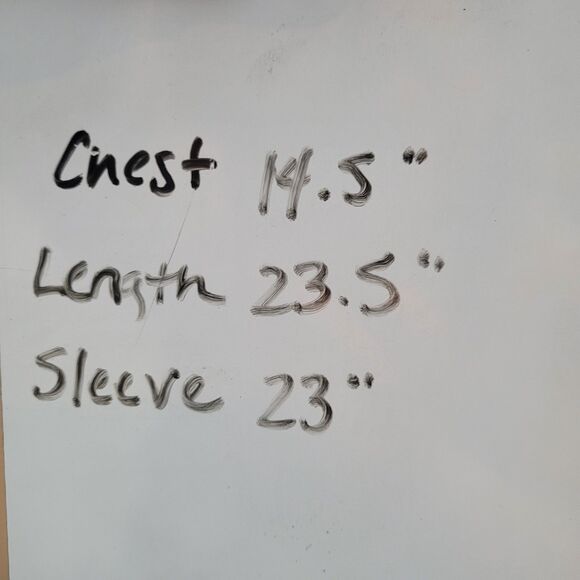 Chest 14.5"
Length 23.5"
Sleeve 23"